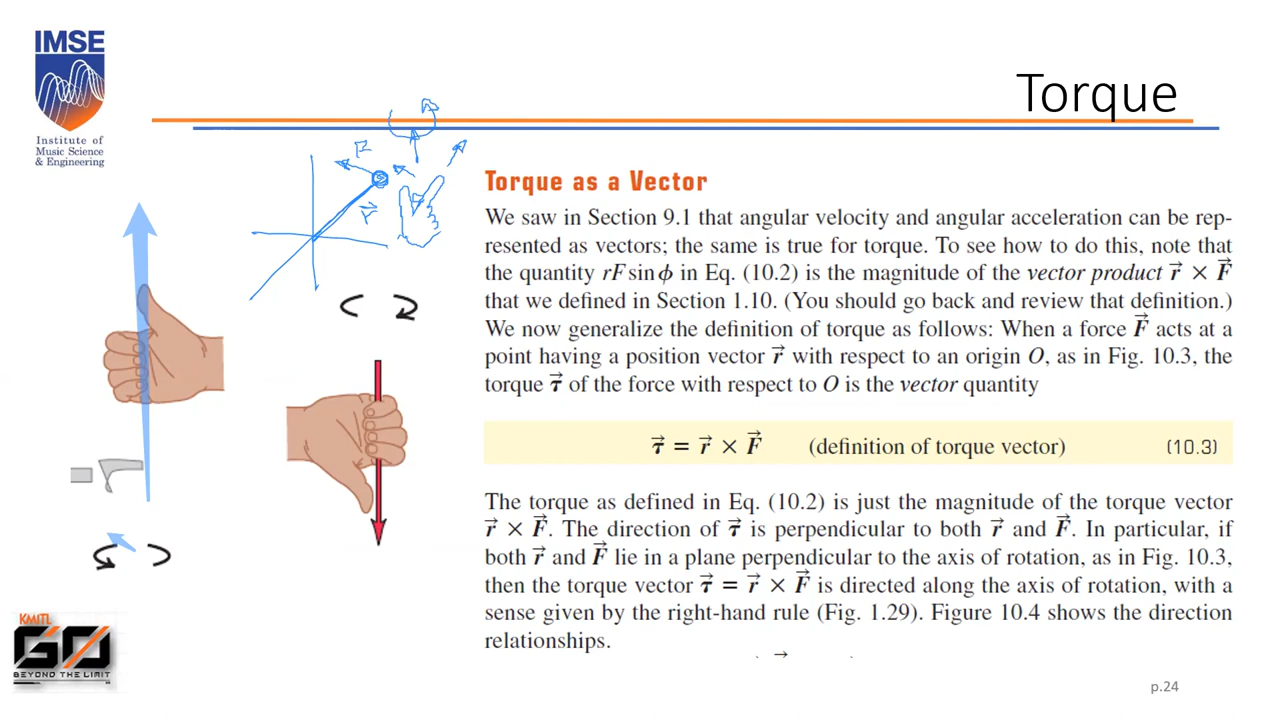 IMSE
Institute of
Music Science
& Engineering
Torque
F
r
Torque as a Vector
We saw in Section 9.1 that angular velocity and angular acceleration can be rep-
resented as vectors; the same is true for torque. To see how to do this, note that
the quantity rF sin ϕ in Eq. (10.2) is the magnitude of the vector product r⃗ × F⃗
that we defined in Section 1.10. (You should go back and review that definition.)
We now generalize the definition of torque as follows: When a force F⃗ acts at a
point having a position vector r⃗ with respect to an origin O, as in Fig. 10.3, the
torque τ⃗ of the force with respect to O is the vector quantity
τ⃗ = r⃗ × F⃗ (definition of torque vector) (10.3)
The torque as defined in Eq. (10.2) is just the magnitude of the torque vector
r⃗ × F⃗. The direction of τ⃗ is perpendicular to both r⃗ and F⃗. In particular, if
both r⃗ and F⃗ lie in a plane perpendicular to the axis of rotation, as in Fig. 10.3,
then the torque vector τ⃗ = r⃗ × F⃗ is directed along the axis of rotation, with a
sense given by the right-hand rule (Fig. 1.29). Figure 10.4 shows the direction
relationships.
KMITL
GO
BEYOND THE LIMIT
p.24